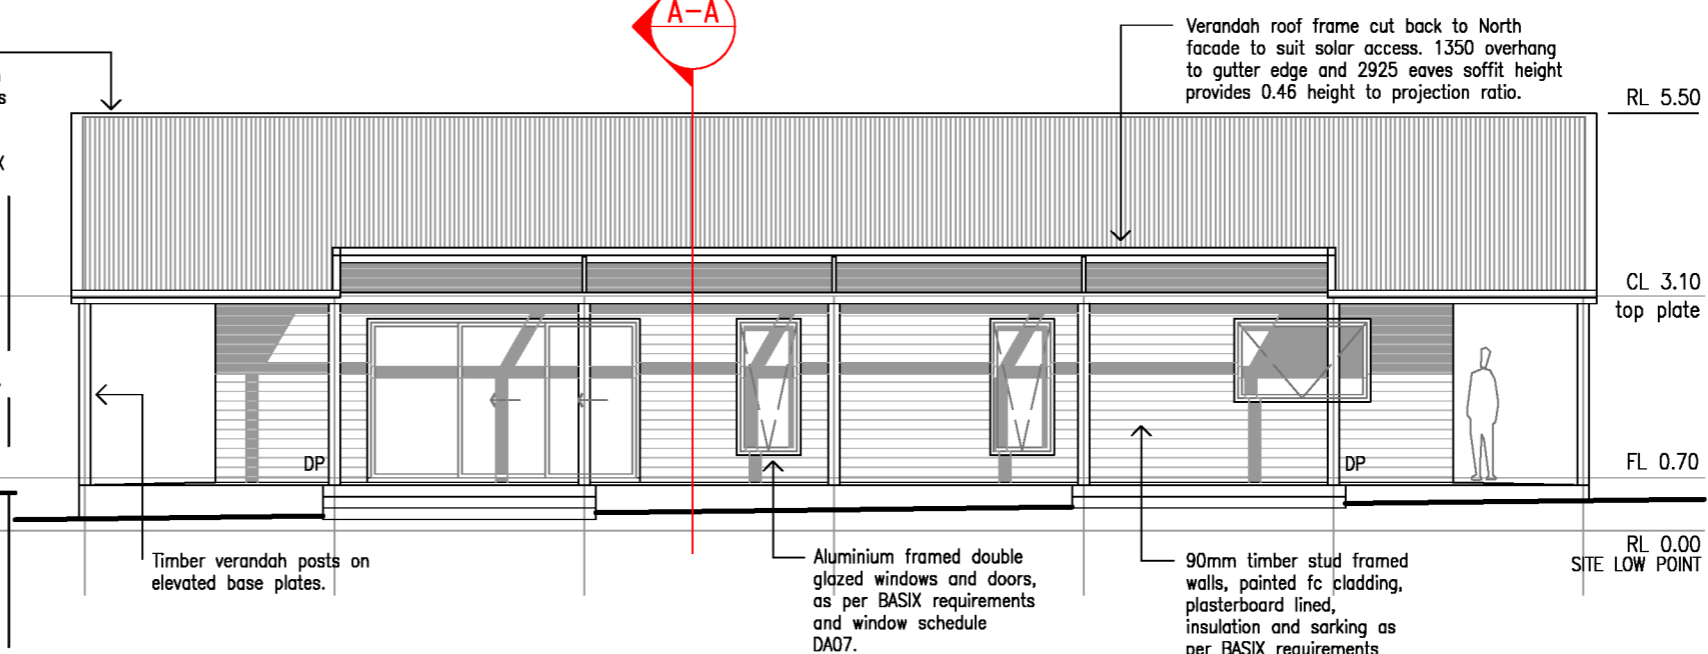 A-A
Verandah roof frame cut back to North
facade to suit solar access. 1350 overhang
to gutter edge and 2925 eaves soffit height
provides 0.46 height to projection ratio.
s
X
RL 5.50
CL 3.10
top plate
DP
DP
FL 0.70
RL 0.00
SITE LOW POINT
Timber verandah posts on
elevated base plates.
Aluminium framed double
glazed windows and doors,
as per BASIX requirements
and window schedule
DA07.
90mm timber stud framed
walls, painted fc cladding,
plasterboard lined,
insulation and sarking as
per BASIX requirements